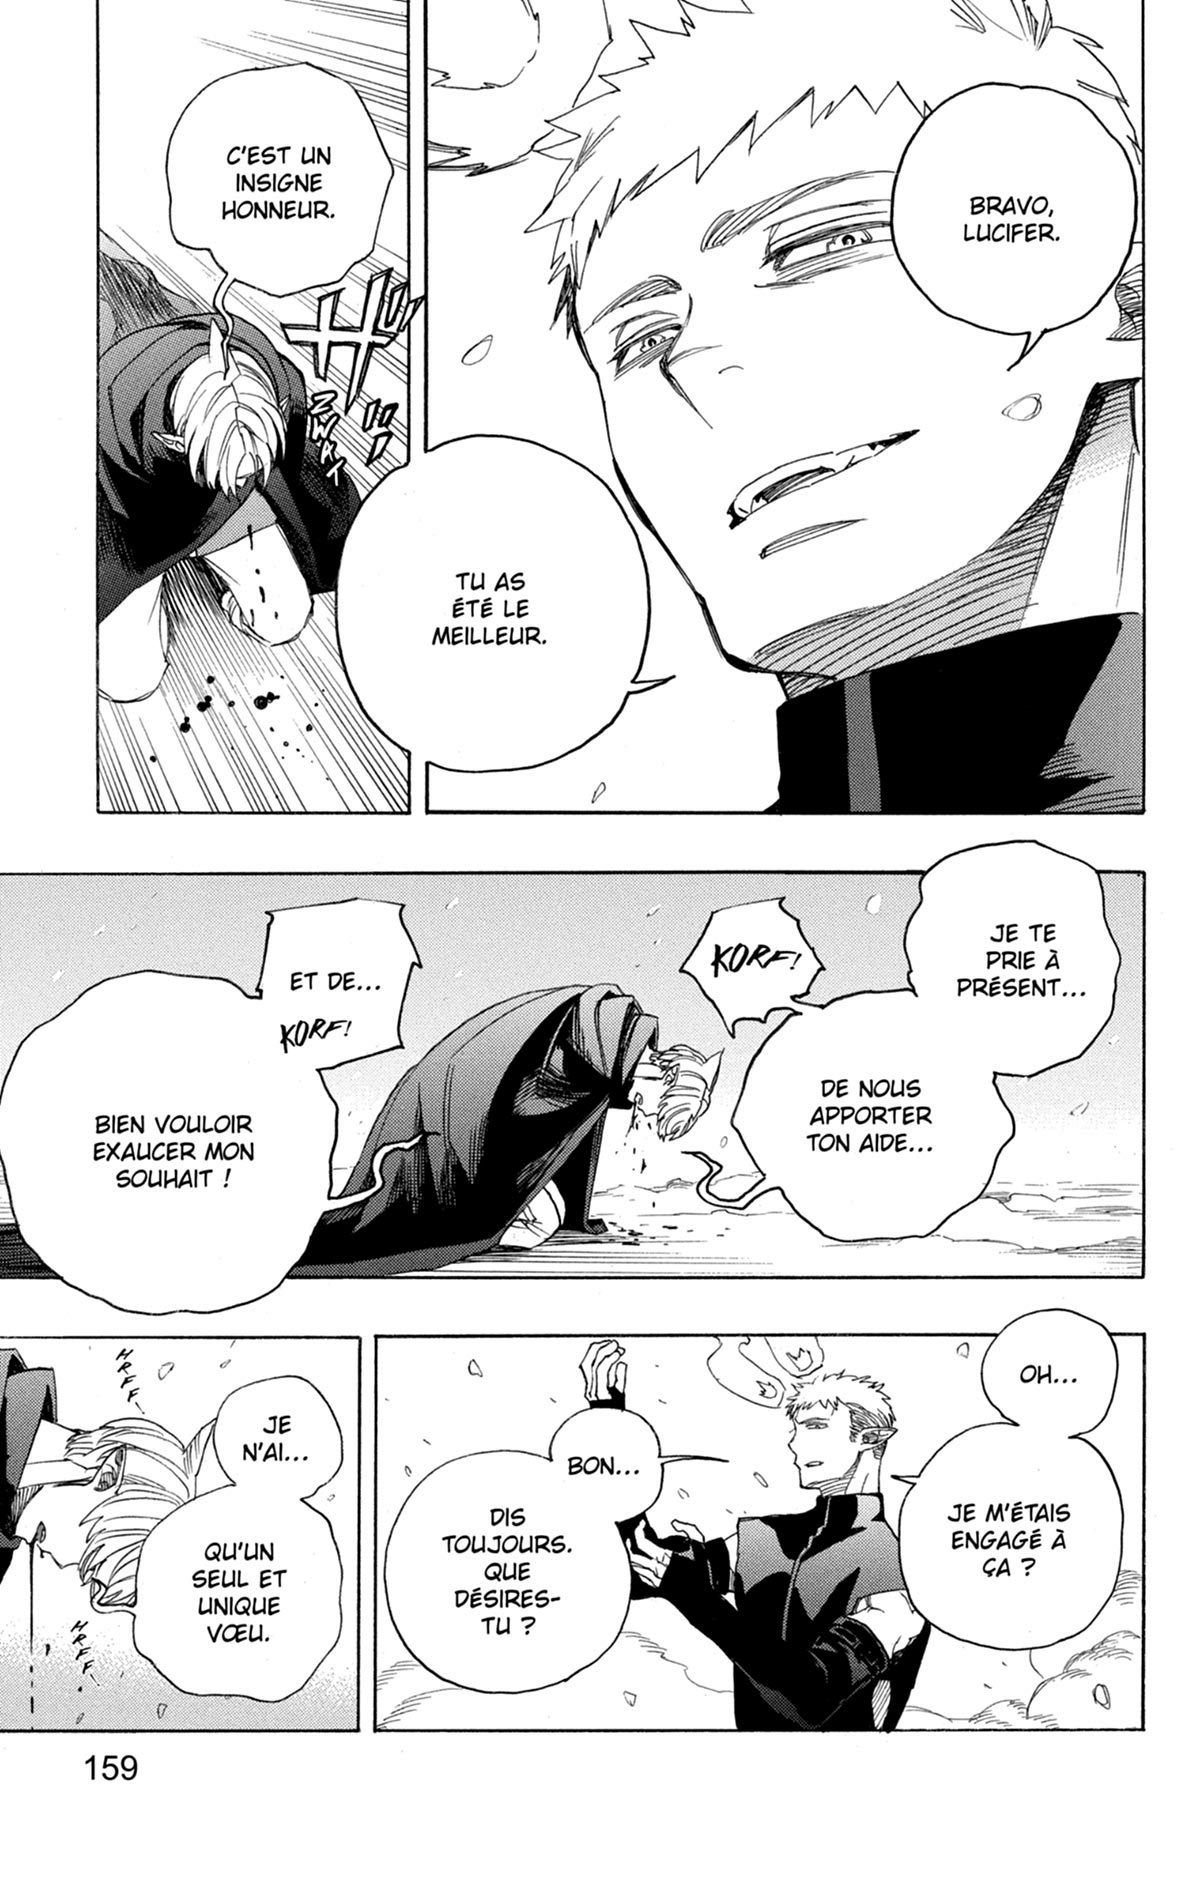 BRAVO,
LUCIFER.
TU AS
ÉTÉ LE
MEILLEUR.
C'EST UN
INSIGNE
HONNEUR.
ZWAT
JE TE
PRIE À
PRÉSENT...
KORF!
DE NOUS
APPORTER
TON AIDE...
ET DE...
KORF!
BIEN VOULOIR
EXAUCER MON
SOUHAIT !
OH...
JE M'ÉTAIS
ENGAGÉ À
ÇA ?
BON...
DIS
TOUJOURS.
QUE
DÉSIRES-
TU ?
HRFF...
JE
N'AI...
QU'UN
SEUL ET
UNIQUE
VŒU.
HRFF...
159